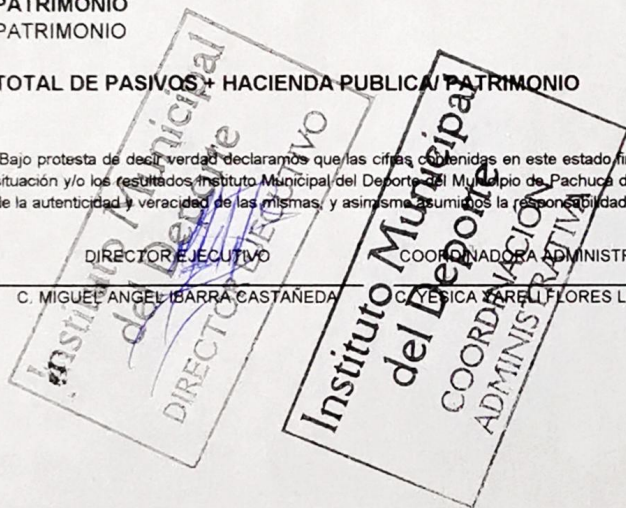 PATRIMONIO
PATRIMONIO
TOTAL DE PASIVOS + HACIENDA PUBLICA/ PATRIMONIO
Bajo protesta de decir verdad declaramos que las cifras contenidas en este estado fi
situación y/o los resultados Instituto Municipal del Deporte del Municipio de Pachuca d
de la autenticidad y veracidad de las mismas, y asimismo asumimos la responsabilidad
DIRECTOR EJECUTIVO
COORDINADORA ADMINISTR
C. MIGUEL ANGEL IBARRA CASTAÑEDA
C. YESICA YARELI FLORES L
Instituto Municipal
del Deporte
DIRECTOR EJECUTIVO
Instituto Municipal
del Deporte
COORDINACIÓN
ADMINISTRATIVA